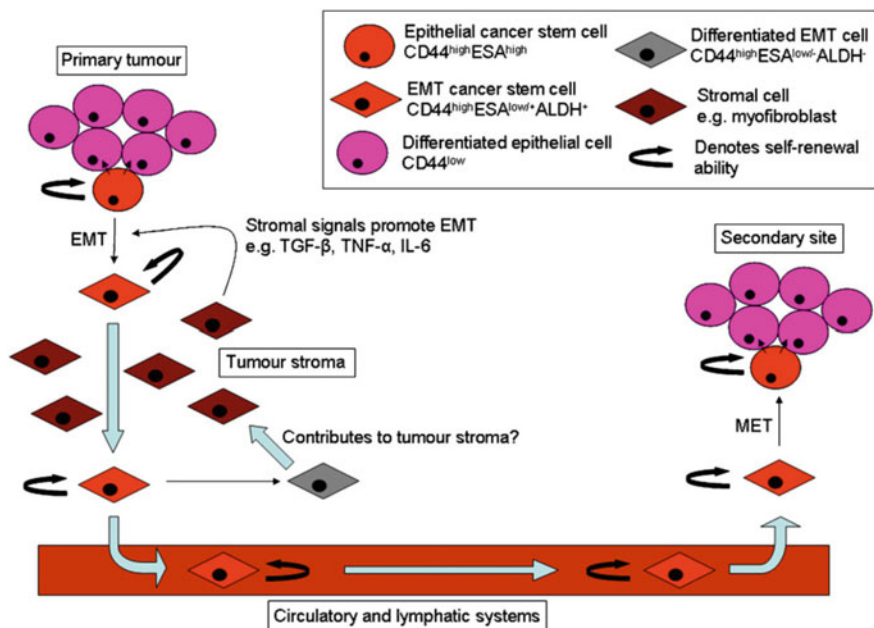 Primary tumour
Epithelial cancer stem cell
CD44highESAhigh
EMT cancer stem cell
CD44highESAlow/+ALDH+
Differentiated epithelial cell
CD44low
Differentiated EMT cell
CD44highESAlow/-ALDH-
Stromal cell
e.g. myofibroblast
Denotes self-renewal
ability
EMT
Stromal signals promote EMT
e.g. TGF-β, TNF-α, IL-6
Secondary site
Tumour stroma
Contributes to tumour stroma?
MET
Circulatory and lymphatic systems